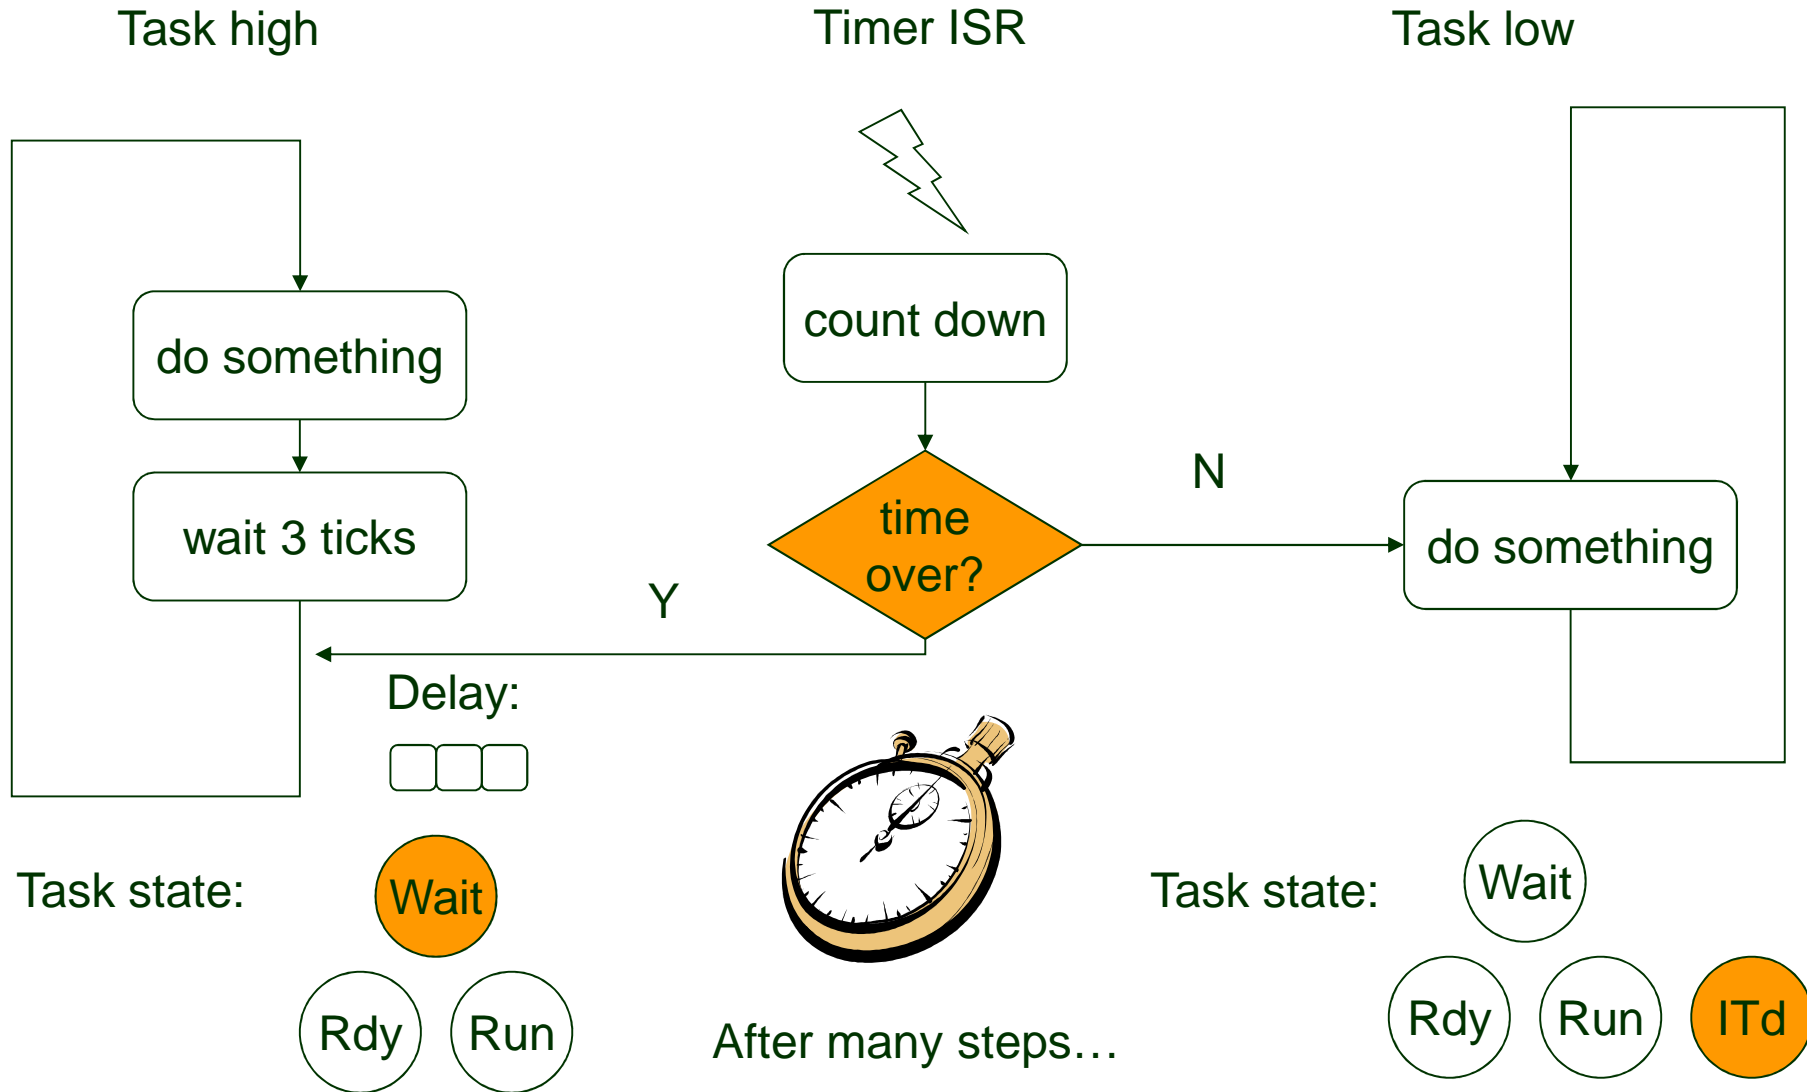 Task high
Timer ISR
Task low
do something
count down
wait 3 ticks
time
over?
N
Y
do something
Delay:
Task state:
Wait
Rdy
Run
After many steps…
Task state:
Wait
Rdy
Run
ITd